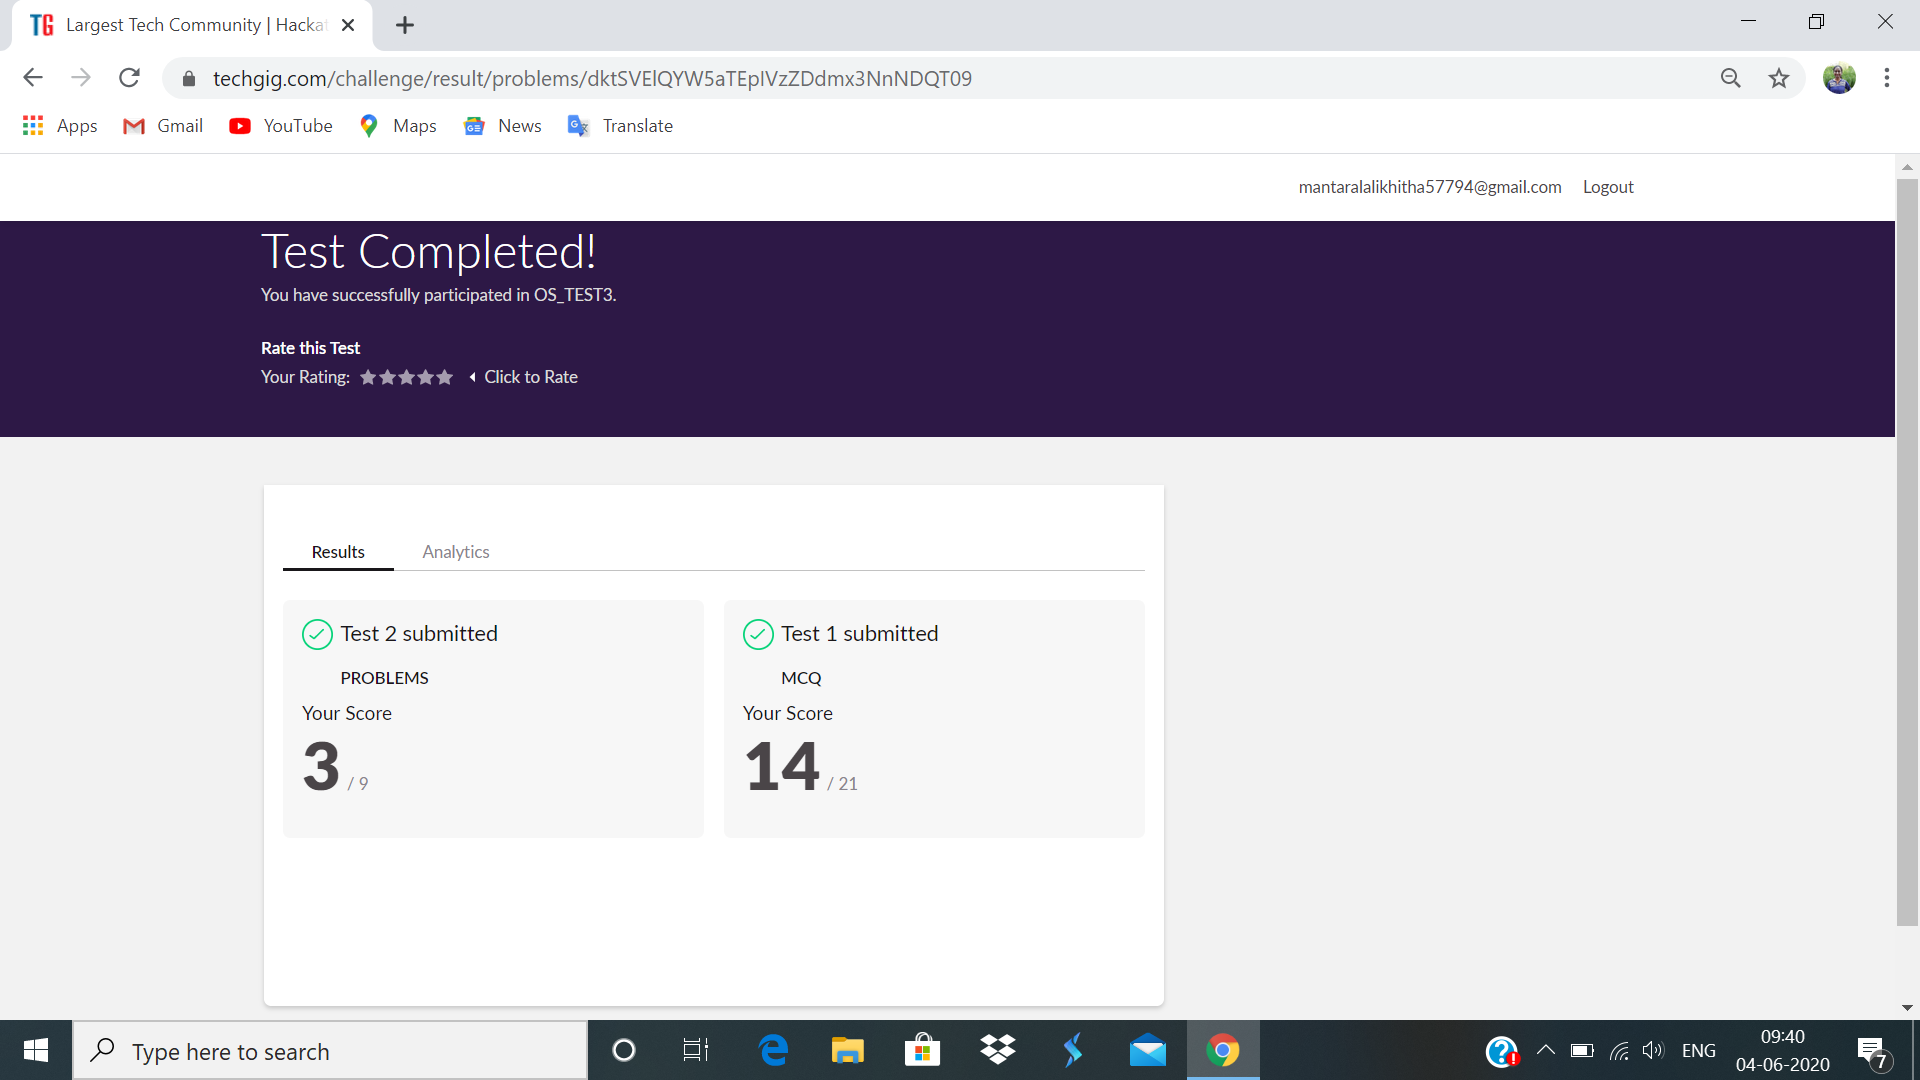 TG Largest Tech Community | Hacka
techgig.com/challenge/result/problems/dktSVElQYW5aTEpIVzZDdmx3NnNDQT09
Apps Gmail YouTube Maps News Translate
mantaralalikhitha57794@gmail.com Logout
Test Completed!
You have successfully participated in OS_TEST3.
Rate this Test
Your Rating: Click to Rate
Results Analytics
Test 2 submitted
PROBLEMS
Your Score
3 / 9
Test 1 submitted
MCQ
Your Score
14 / 21
Type here to search
ENG
09:40
04-06-2020
7